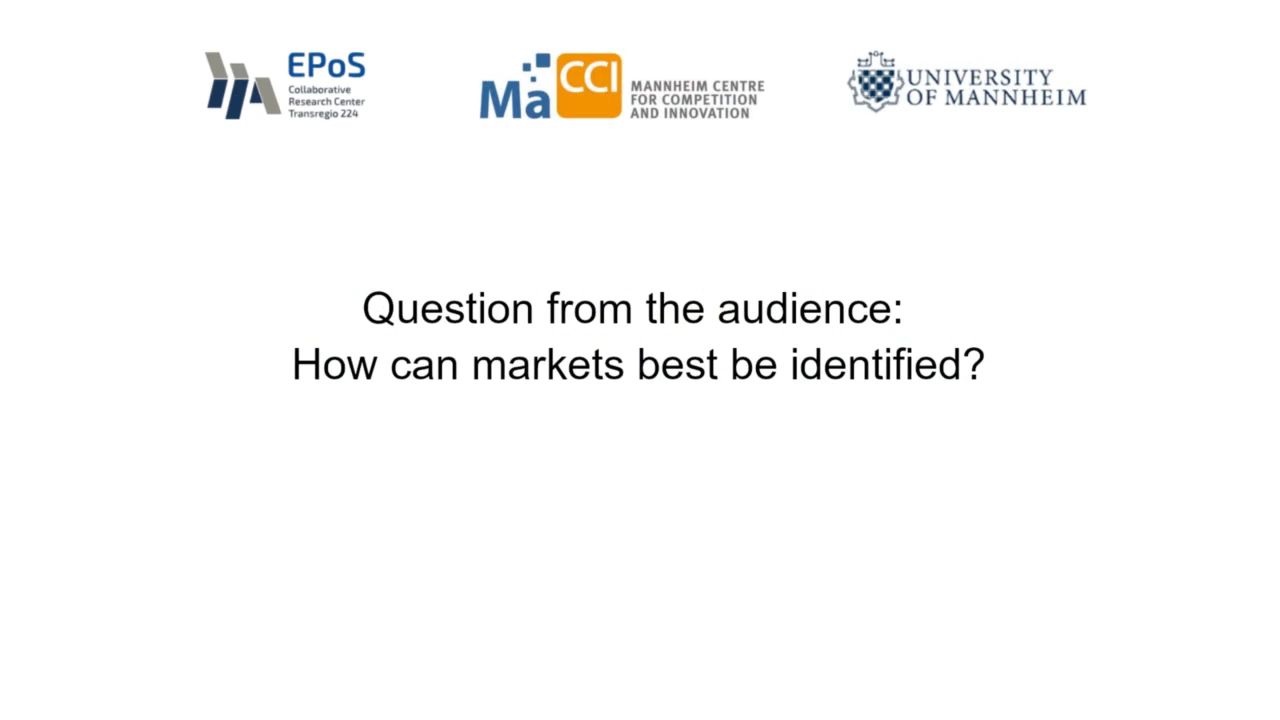 EPoS
Collaborative
Research Center
Transregio 224
Ma CCI
MANNHEIM CENTRE
FOR COMPETITION
AND INNOVATION
UNIVERSITY
OF MANNHEIM
Question from the audience:
How can markets best be identified?